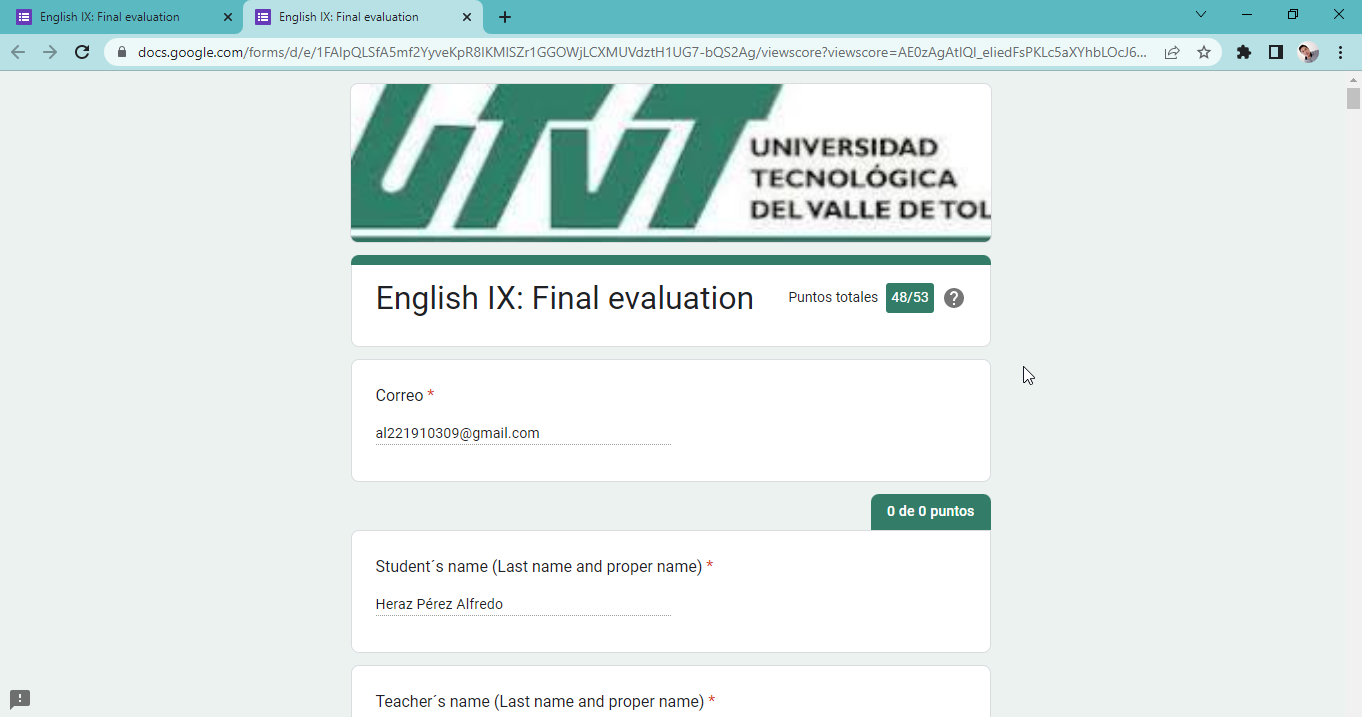 English IX: Final evaluation
English IX: Final evaluation
docs.google.com/forms/d/e/1FAIpQLSfA5mf2YyveKpR8IKMISZr1GGOWjLCXMUVdztH1UG7-bQS2Ag/viewscore?viewscore=AE0zAgAtIQI_eliedFsPKLc5aXYhbLOcJ6...
UTVT
UNIVERSIDAD
TECNOLÓGICA
DEL VALLE DE TOL
English IX: Final evaluation
Puntos totales 48/53
Correo *
al221910309@gmail.com
0 de 0 puntos
Student´s name (Last name and proper name) *
Heraz Pérez Alfredo
Teacher´s name (Last name and proper name) *